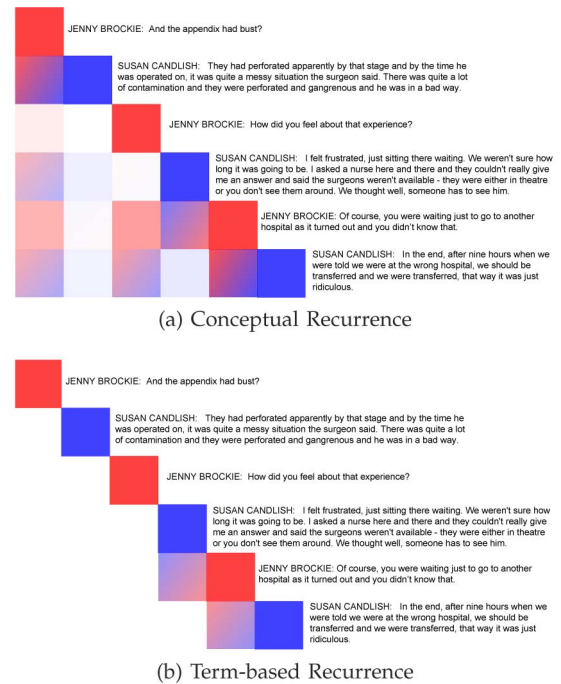 JENNY BROCKIE: And the appendix had bust?
SUSAN CANDLISH: They had perforated apparently by that stage and by the time he
was operated on, it was quite a messy situation the surgeon said. There was quite a lot
of contamination and they were perforated and gangrenous and he was in a bad way.
JENNY BROCKIE: How did you feel about that experience?
SUSAN CANDLISH: I felt frustrated, just sitting there waiting. We weren't sure how
long it was going to be. I asked a nurse here and there and they couldn't really give
me an answer and said the surgeons weren't available - they were either in theatre
or you don't see them around. We thought well, someone has to see him.
JENNY BROCKIE: Of course, you were waiting just to go to another
hospital as it turned out and you didn't know that.
SUSAN CANDLISH: In the end, after nine hours when we
were told we were at the wrong hospital, we should be
transferred and we were transferred, that way it was just
ridiculous.
(a) Conceptual Recurrence
JENNY BROCKIE: And the appendix had bust?
SUSAN CANDLISH: They had perforated apparently by that stage and by the time he
was operated on, it was quite a messy situation the surgeon said. There was quite a lot
of contamination and they were perforated and gangrenous and he was in a bad way.
JENNY BROCKIE: How did you feel about that experience?
SUSAN CANDLISH: I felt frustrated, just sitting there waiting. We weren't sure how
long it was going to be. I asked a nurse here and there and they couldn't really give
me an answer and said the surgeons weren't available - they were either in theatre
or you don't see them around. We thought well, someone has to see him.
JENNY BROCKIE: Of course, you were waiting just to go to another
hospital as it turned out and you didn't know that.
SUSAN CANDLISH: In the end, after nine hours when we
were told we were at the wrong hospital, we should be
transferred and we were transferred, that way it was just
ridiculous.
(b) Term-based Recurrence